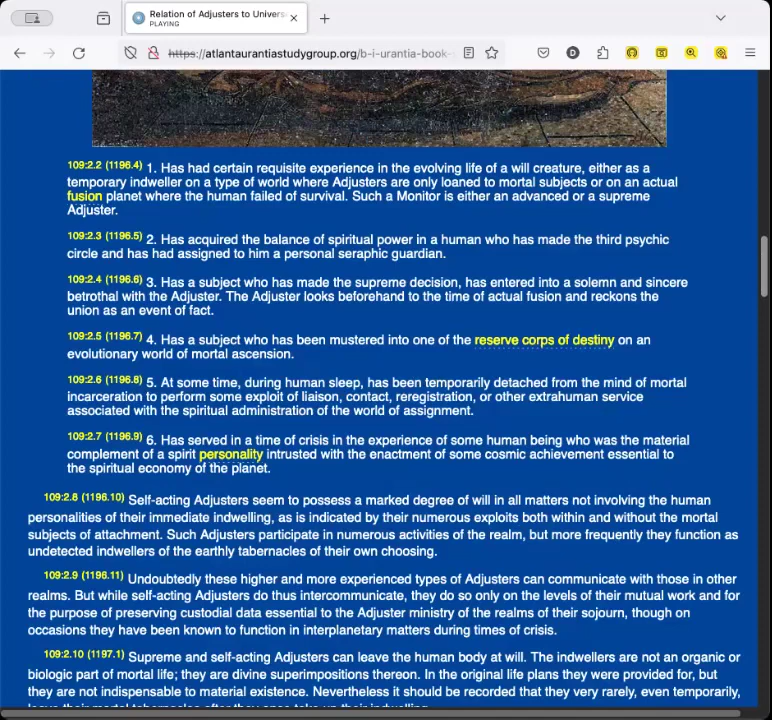 Relation of Adjusters to Univers
PLAYING
https://atlantaurantiastudygroup.org/b-i-urantia-book-
109:2.2 (1196.4) 1. Has had certain requisite experience in the evolving life of a will creature, either as a
temporary indweller on a type of world where Adjusters are only loaned to mortal subjects or on an actual
fusion planet where the human failed of survival. Such a Monitor is either an advanced or a supreme
Adjuster.
109:2.3 (1196.5) 2. Has acquired the balance of spiritual power in a human who has made the third psychic
circle and has had assigned to him a personal seraphic guardian.
109:2.4 (1196.6) 3. Has a subject who has made the supreme decision, has entered into a solemn and sincere
betrothal with the Adjuster. The Adjuster looks beforehand to the time of actual fusion and reckons the
union as an event of fact.
109:2.5 (1196.7) 4. Has a subject who has been mustered into one of the reserve corps of destiny on an
evolutionary world of mortal ascension.
109:2.6 (1196.8) 5. At some time, during human sleep, has been temporarily detached from the mind of mortal
incarceration to perform some exploit of liaison, contact, reregistration, or other extrahuman service
associated with the spiritual administration of the world of assignment.
109:2.7 (1196.9) 6. Has served in a time of crisis in the experience of some human being who was the material
complement of a spirit personality intrusted with the enactment of some cosmic achievement essential to
the spiritual economy of the planet.
109:2.8 (1196.10) Self-acting Adjusters seem to possess a marked degree of will in all matters not involving the human
personalities of their immediate indwelling, as is indicated by their numerous exploits both within and without the mortal
subjects of attachment. Such Adjusters participate in numerous activities of the realm, but more frequently they function as
undetected indwellers of the earthly tabernacles of their own choosing.
109:2.9 (1196.11) Undoubtedly these higher and more experienced types of Adjusters can communicate with those in other
realms. But while self-acting Adjusters do thus intercommunicate, they do so only on the levels of their mutual work and for
the purpose of preserving custodial data essential to the Adjuster ministry of the realms of their sojourn, though on
occasions they have been known to function in interplanetary matters during times of crisis.
109:2.10 (1197.1) Supreme and self-acting Adjusters can leave the human body at will. The indwellers are not an organic or
biologic part of mortal life; they are divine superimpositions thereon. In the original life plans they were provided for, but
they are not indispensable to material existence. Nevertheless it should be recorded that they very rarely, even temporarily,
leave their mortal tabernacles after they once take up their indwelling.